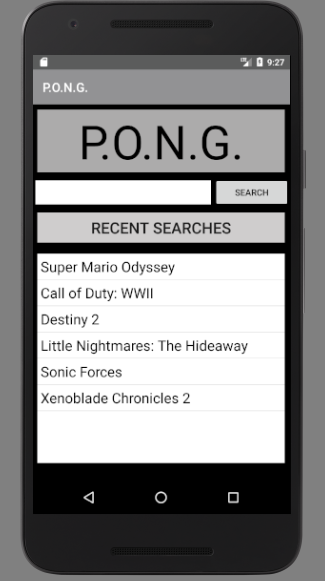 9:27
P.O.N.G.
P.O.N.G.
SEARCH
RECENT SEARCHES
Super Mario Odyssey
Call of Duty: WWII
Destiny 2
Little Nightmares: The Hideaway
Sonic Forces
Xenoblade Chronicles 2